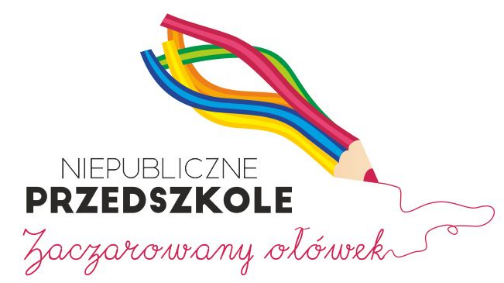 NIEPUBLICZNE
PRZEDSZKOLE
Zaczarowany ołówek